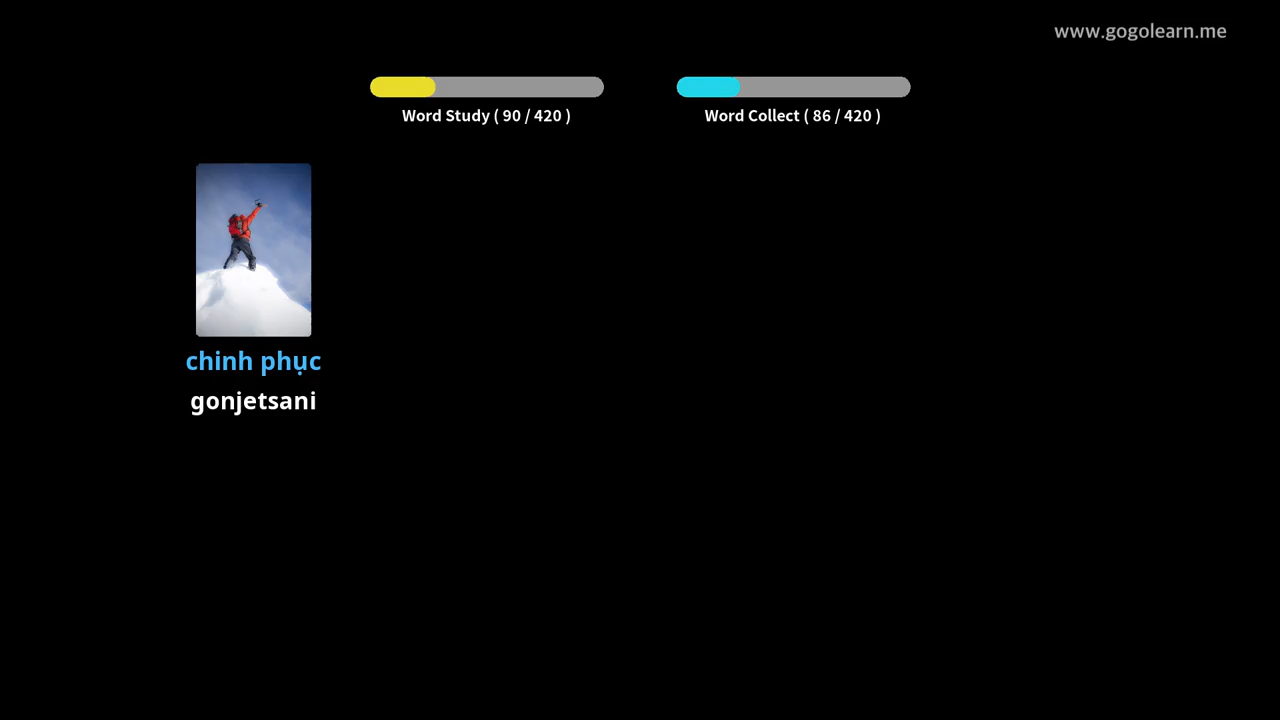 www.gogolearn.me
Word Study ( 90 / 420 )
Word Collect ( 86 / 420 )
chinh phục
gonjetsani